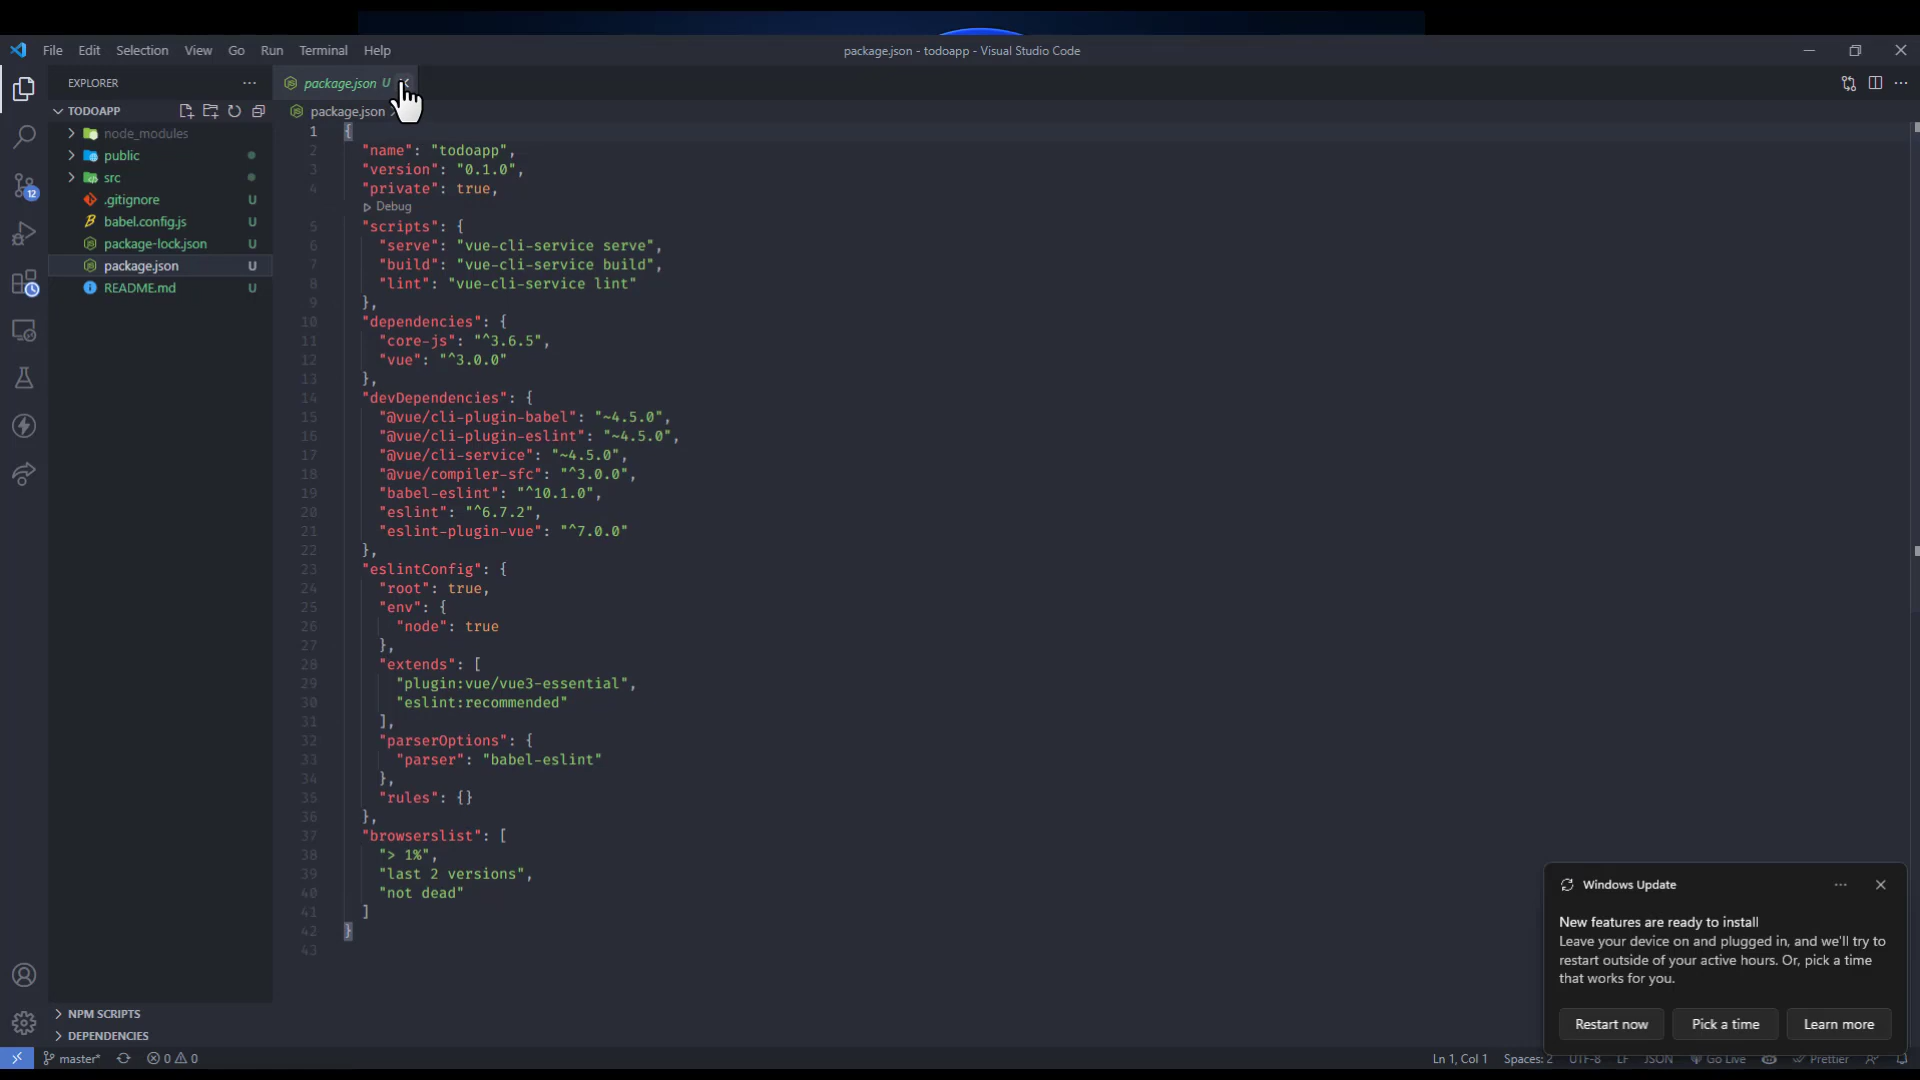 File Edit Selection View Go Run Terminal Help
package.json - todoapp - Visual Studio Code
EXPLORER
package.json U
TODOAPP
package.json
node_modules
public
src
.gitignore U
babel.config.js U
package-lock.json U
package.json U
README.md U
12
1 {
2 "name": "todoapp",
3 "version": "0.1.0",
4 "private": true,
Debug
5 "scripts": {
6 "serve": "vue-cli-service serve",
7 "build": "vue-cli-service build",
8 "lint": "vue-cli-service lint"
9 },
10 "dependencies": {
11 "core-js": "^3.6.5",
12 "vue": "^3.0.0"
13 },
14 "devDependencies": {
15 "@vue/cli-plugin-babel": "~4.5.0",
16 "@vue/cli-plugin-eslint": "~4.5.0",
17 "@vue/cli-service": "~4.5.0",
18 "@vue/compiler-sfc": "^3.0.0",
19 "babel-eslint": "^10.1.0",
20 "eslint": "^6.7.2",
21 "eslint-plugin-vue": "^7.0.0"
22 },
23 "eslintConfig": {
24 "root": true,
25 "env": {
26 "node": true
27 },
28 "extends": [
29 "plugin:vue/vue3-essential",
30 "eslint:recommended"
31 ],
32 "parserOptions": {
33 "parser": "babel-eslint"
34 },
35 "rules": {}
36 },
37 "browserslist": [
38 "> 1%",
39 "last 2 versions",
40 "not dead"
41 ]
42 }
43
Windows Update
New features are ready to install
Leave your device on and plugged in, and we'll try to
restart outside of your active hours. Or, pick a time
that works for you.
Restart now Pick a time Learn more
NPM SCRIPTS
DEPENDENCIES
master* 0 0 Ln 1, Col 1 Spaces: 2 UTF-8 LF JSON Go Live Prettier